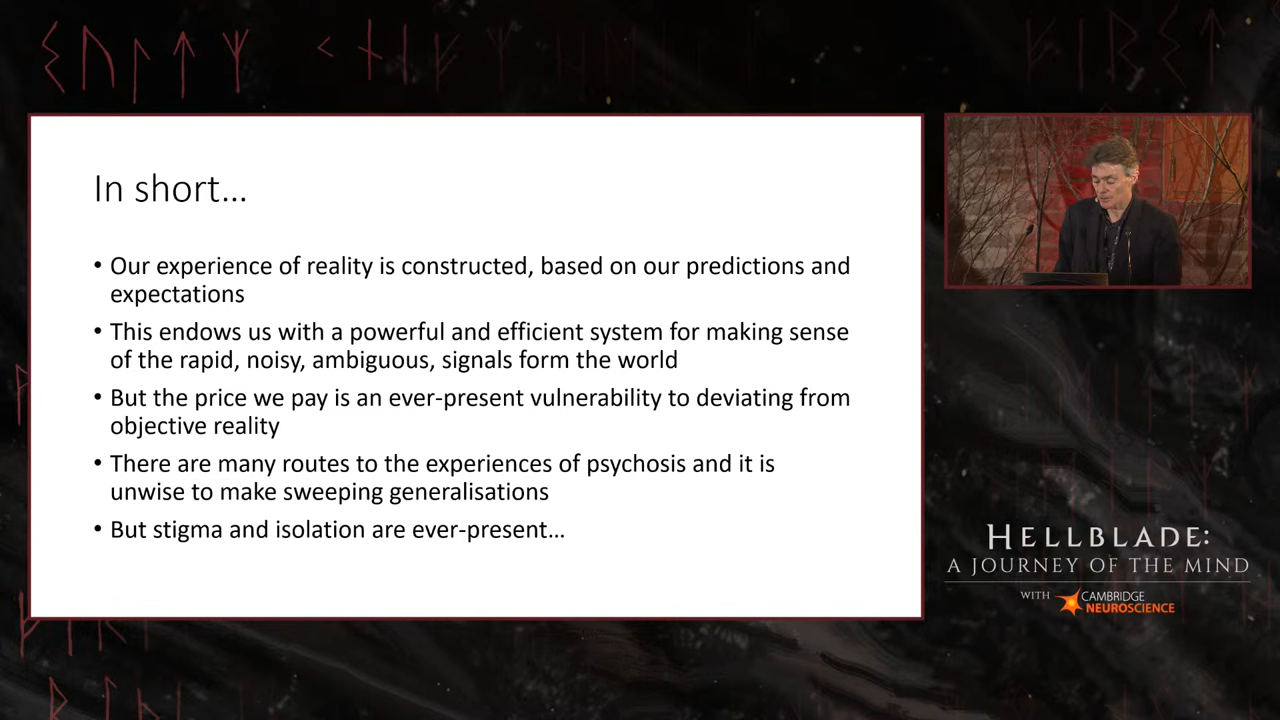 In short...
• Our experience of reality is constructed, based on our predictions and
expectations
• This endows us with a powerful and efficient system for making sense
of the rapid, noisy, ambiguous, signals form the world
• But the price we pay is an ever-present vulnerability to deviating from
objective reality
• There are many routes to the experiences of psychosis and it is
unwise to make sweeping generalisations
• But stigma and isolation are ever-present...
HELLBLADE:
A JOURNEY OF THE MIND
WITH CAMBRIDGE
NEUROSCIENCE